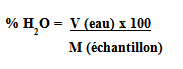 % H₂O = V (eau) x 100
M (échantillon)